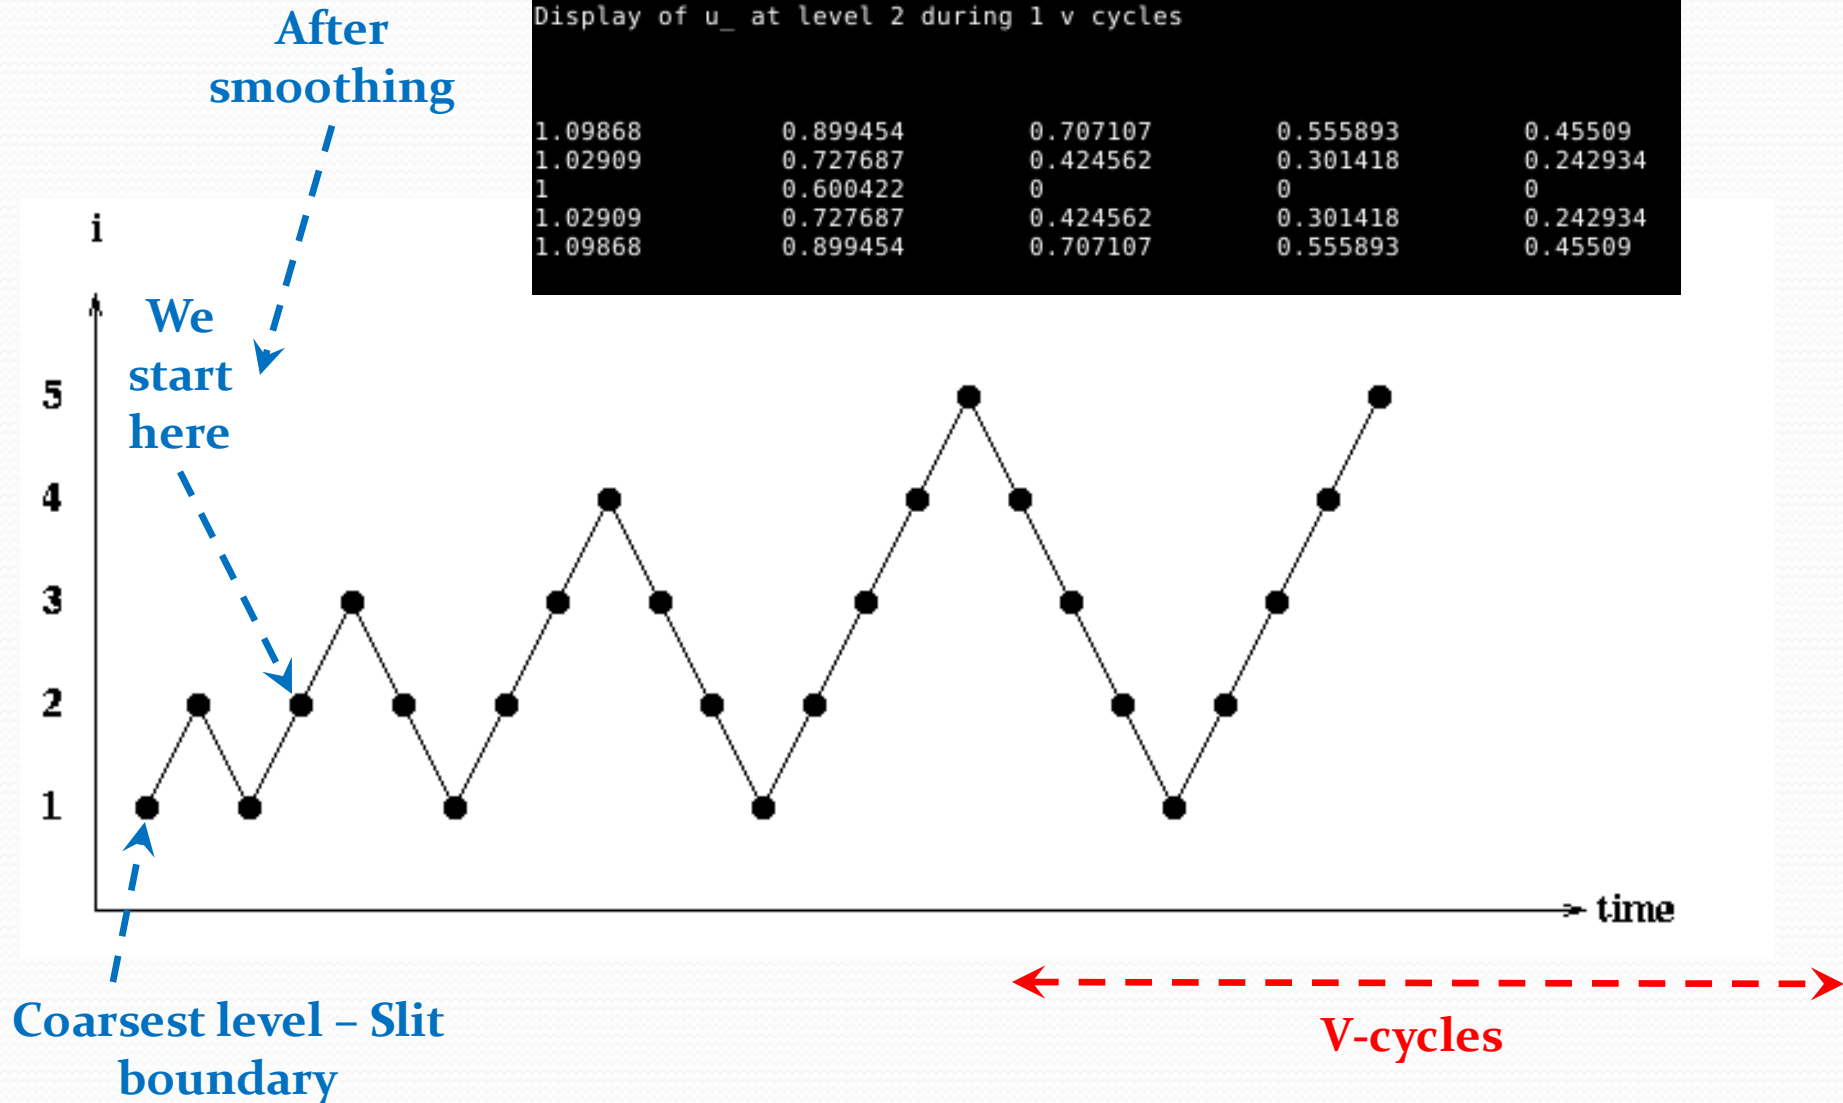 After
smoothing
Display of u_ at level 2 during 1 v cycles
1.09868 0.899454 0.707107 0.555893 0.45509
1.02909 0.727687 0.424562 0.301418 0.242934
1 0.600422 0 0 0
1.02909 0.727687 0.424562 0.301418 0.242934
1.09868 0.899454 0.707107 0.555893 0.45509
i
We
start
here
5
4
3
2
1
time
Coarsest level – Slit
boundary
V-cycles